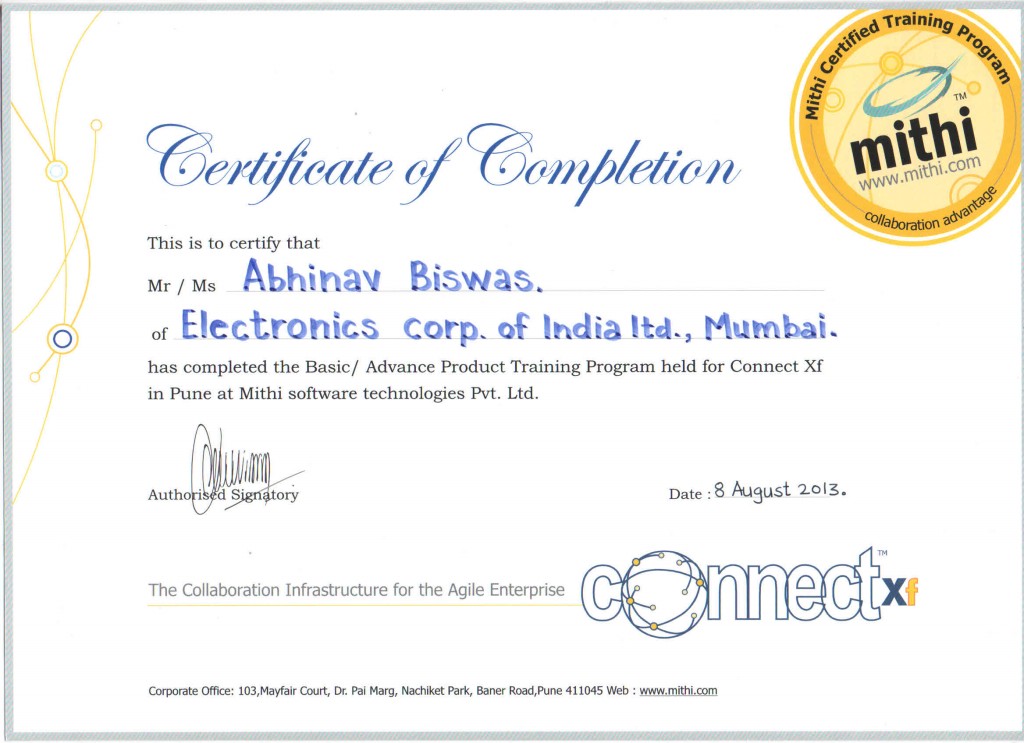 Mithi Certified Training Program
mithi™
www.mithi.com
collaboration advantage
Certificate of Completion
This is to certify that
Mr / Ms Abhinav Biswas.
of Electronics corp. of India ltd., Mumbai.
has completed the Basic/ Advance Product Training Program held for Connect Xf
in Pune at Mithi software technologies Pvt. Ltd.
Authorised Signatory
Date : 8 August 2013.
The Collaboration Infrastructure for the Agile Enterprise
connect™ xf
Corporate Office: 103,Mayfair Court, Dr. Pai Marg, Nachiket Park, Baner Road,Pune 411045 Web : www.mithi.com